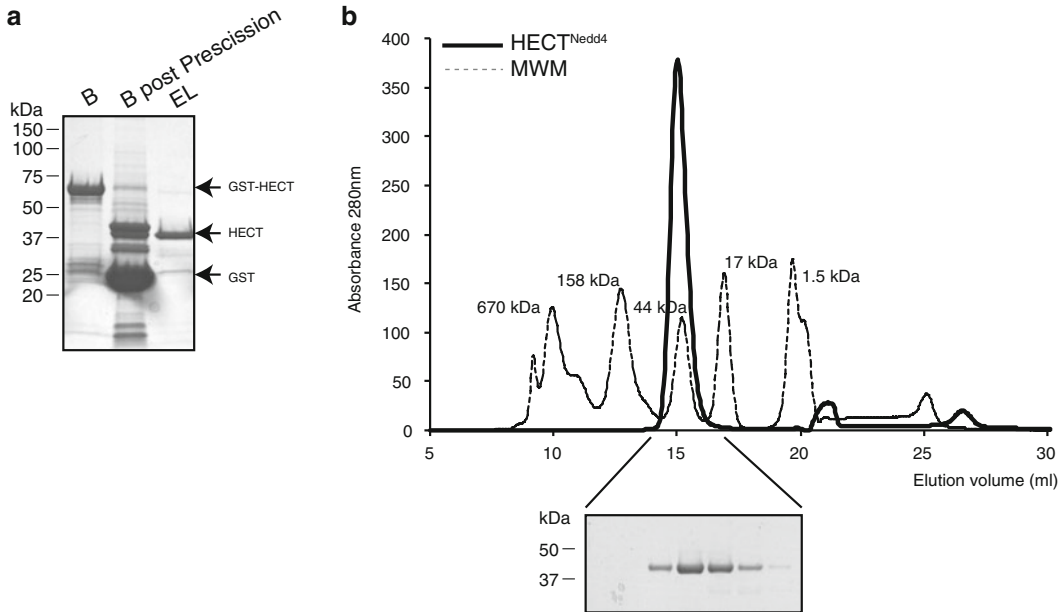 a
B
B post Prescission
EL
kDa
150
100
75
50
37
25
20
GST-HECT
HECT
GST
b
HECT^Nedd4
MWM
Absorbance 280nm
400
350
300
250
200
150
100
50
0
670 kDa
158 kDa
44 kDa
17 kDa
1.5 kDa
5
10
15
20
25
30
Elution volume (ml)
kDa
50
37